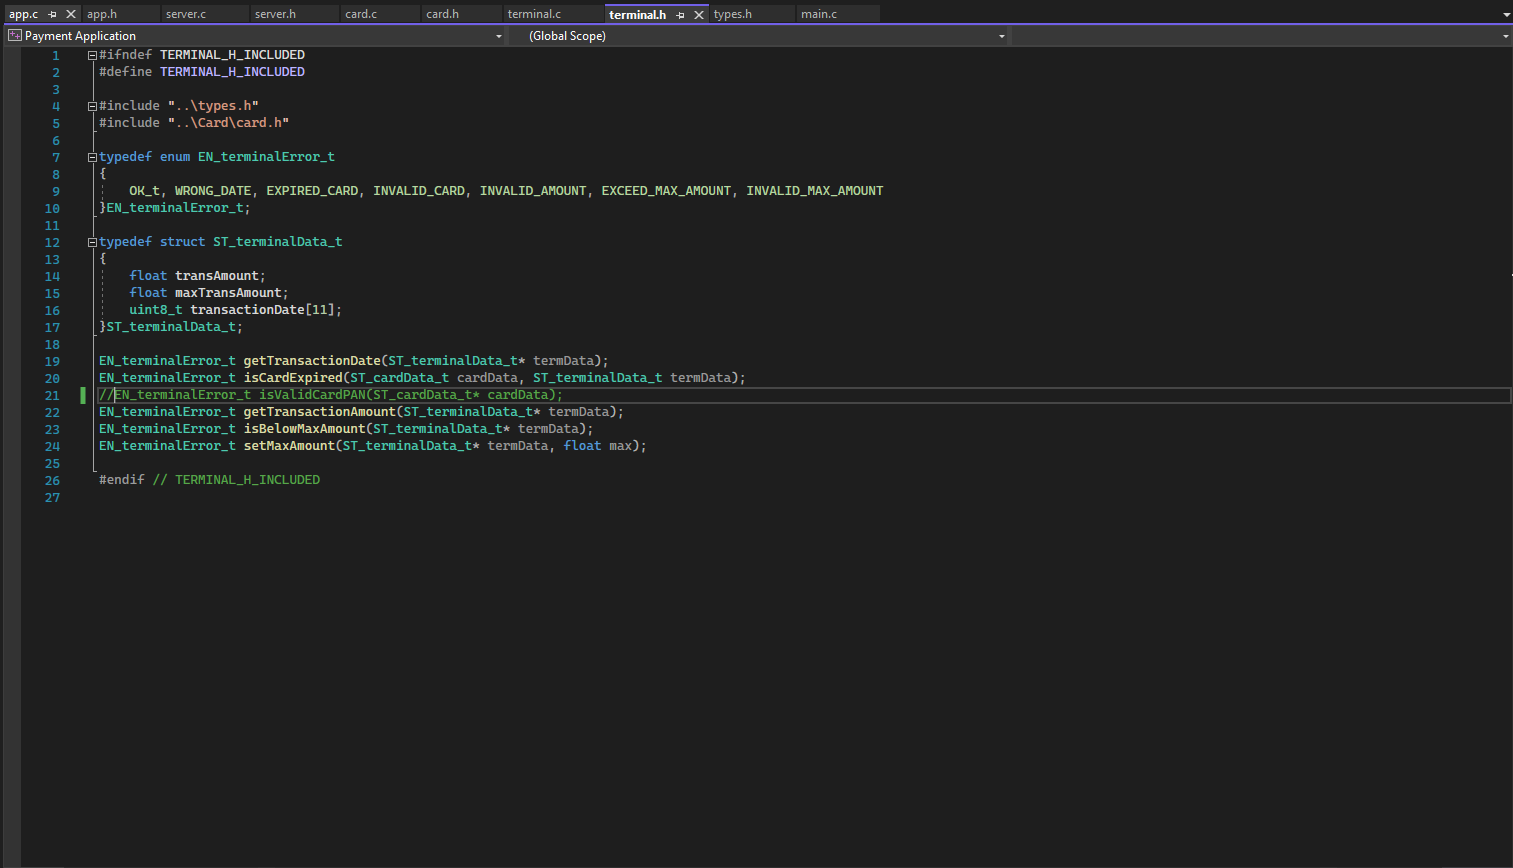 app.c app.h server.c server.h card.c card.h terminal.c terminal.h types.h main.c
Payment Application (Global Scope)
1 #ifndef TERMINAL_H_INCLUDED
2 #define TERMINAL_H_INCLUDED
3
4 #include "..\types.h"
5 #include "..\Card\card.h"
6
7 typedef enum EN_terminalError_t
8 {
9 OK_t, WRONG_DATE, EXPIRED_CARD, INVALID_CARD, INVALID_AMOUNT, EXCEED_MAX_AMOUNT, INVALID_MAX_AMOUNT
10 }EN_terminalError_t;
11
12 typedef struct ST_terminalData_t
13 {
14 float transAmount;
15 float maxTransAmount;
16 uint8_t transactionDate[11];
17 }ST_terminalData_t;
18
19 EN_terminalError_t getTransactionDate(ST_terminalData_t* termData);
20 EN_terminalError_t isCardExpired(ST_cardData_t cardData, ST_terminalData_t termData);
21 //EN_terminalError_t isValidCardPAN(ST_cardData_t* cardData);
22 EN_terminalError_t getTransactionAmount(ST_terminalData_t* termData);
23 EN_terminalError_t isBelowMaxAmount(ST_terminalData_t* termData);
24 EN_terminalError_t setMaxAmount(ST_terminalData_t* termData, float max);
25
26 #endif // TERMINAL_H_INCLUDED
27